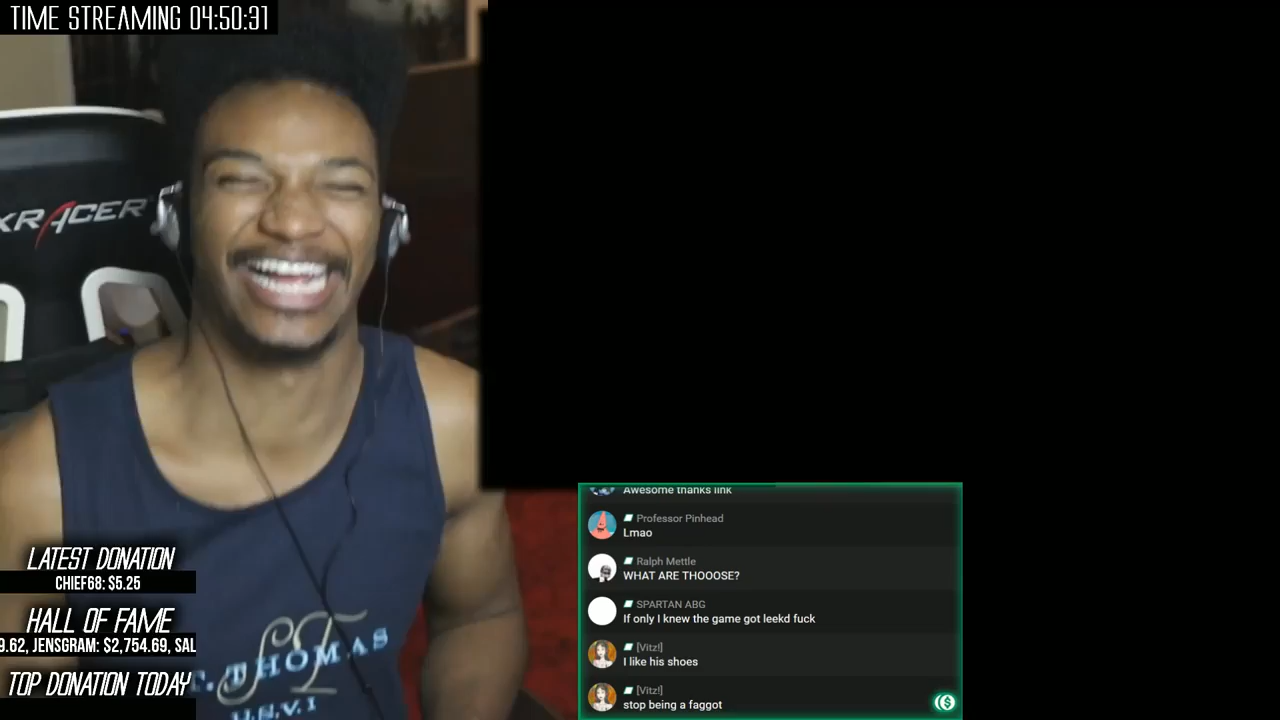 TIME STREAMING 04:50:31
XRACER
LATEST DONATION
CHIEF68: $5.25
HALL OF FAME
9.62, JENSGRAM: $2,754.69, SAL
TOP DONATION TODAY
T. THOMAS
ST
U.S.V.I
Awesome thanks link
Professor Pinhead
Lmao
Ralph Mettle
WHAT ARE THOOOSE?
SPARTAN ABG
If only I knew the game got leekd fuck
[Vitz!]
I like his shoes
[Vitz!]
stop being a faggot